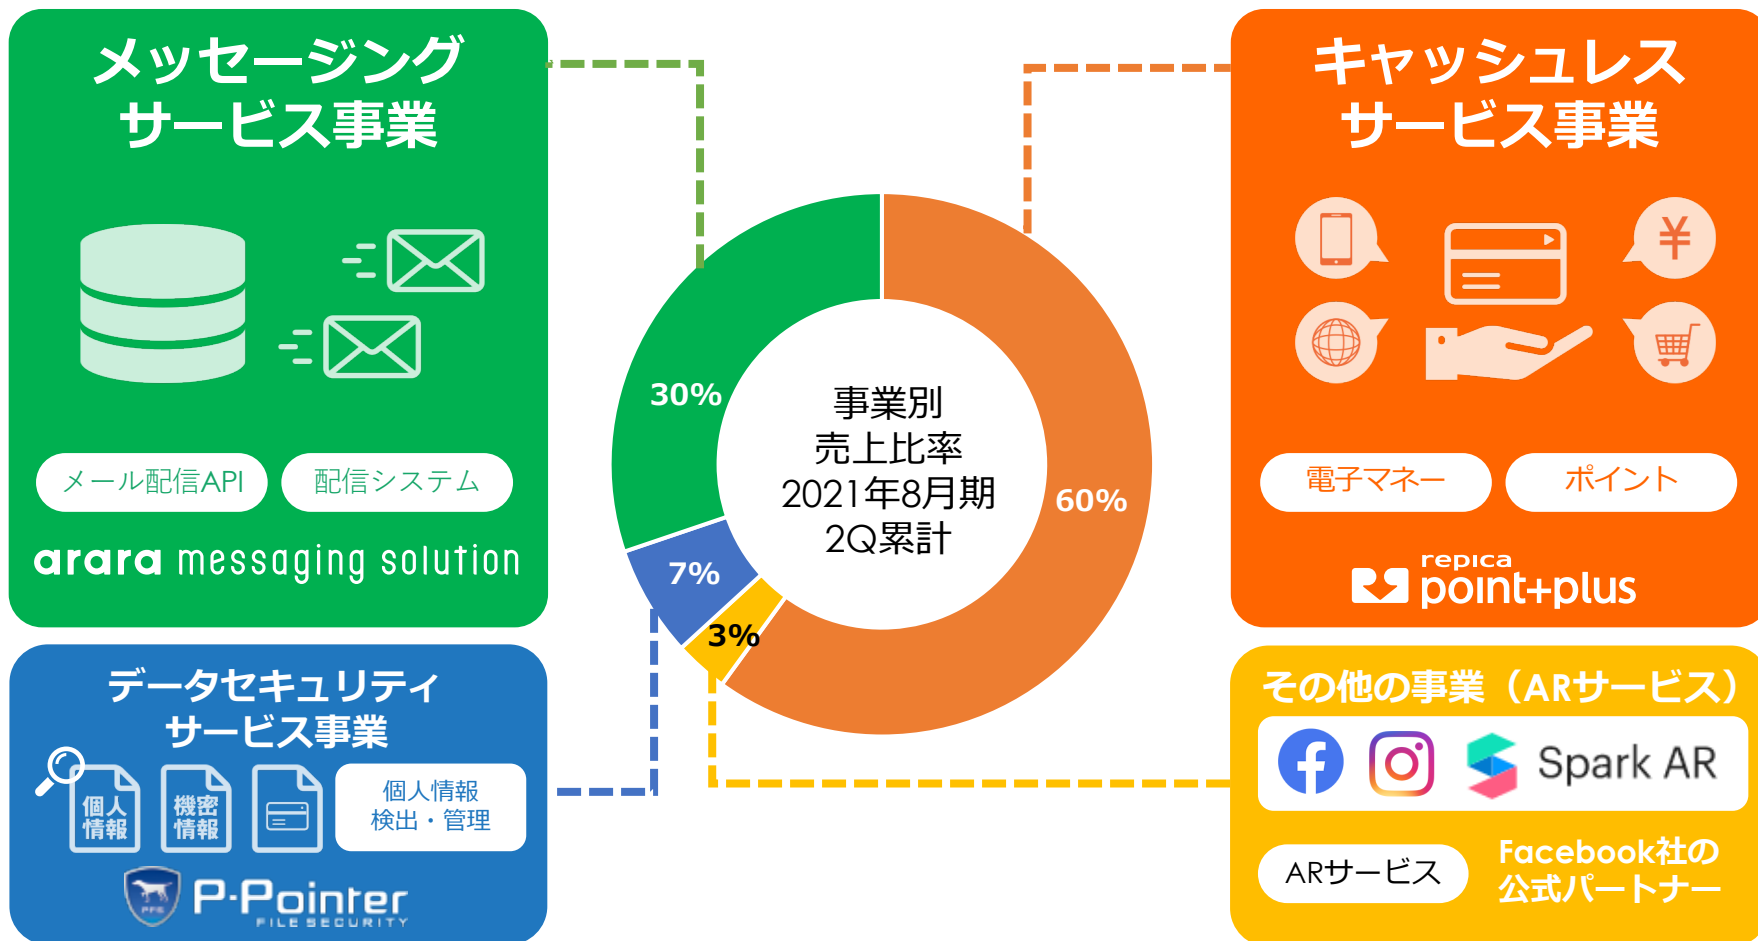 メッセージング
サービス事業
メール配信API
配信システム
arara messaging solution
データセキュリティ
サービス事業
個人
情報
機密
情報
個人情報
検出・管理
PFS
P-Pointer
FILE SECURITY
事業別
売上比率
2021年8月期
2Q累計
30%
60%
7%
3%
キャッシュレス
サービス事業
¥
電子マネー
ポイント
repica
point+plus
その他の事業（ARサービス）
Spark AR
ARサービス
Facebook社の
公式パートナー